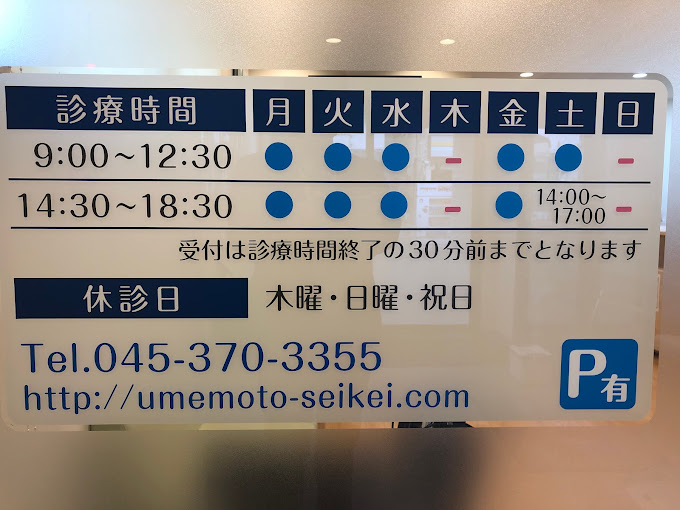 診療時間 月 火 水 木 金 土 日
9:00～12:30 ● ● ● - ● ● -
14:30～18:30 ● ● ● - ● 14:00～17:00 -
受付は診療時間終了の30分前までとなります
休診日 木曜・日曜・祝日
Tel.045-370-3355
http://umemoto-seikei.com
P有